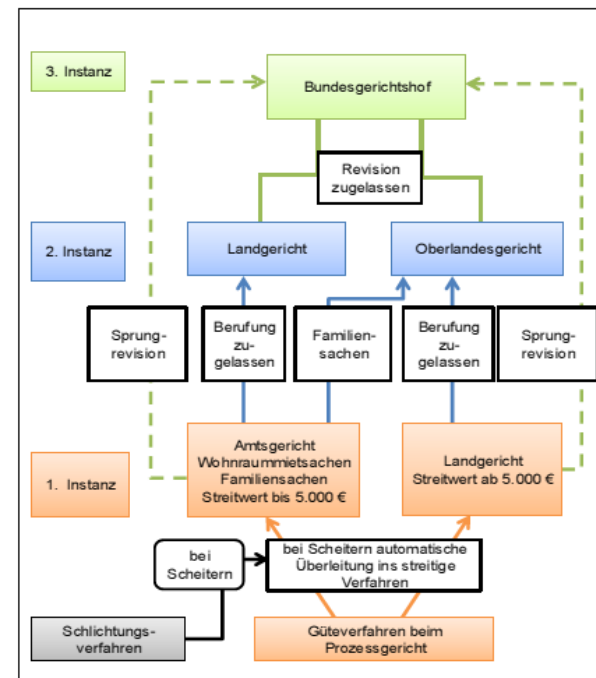 3. Instanz
Bundesgerichtshof
Revision
zugelassen
2. Instanz
Landgericht
Oberlandesgericht
Sprung-
revision
Berufung
zu-
gelassen
Familien-
sachen
Berufung
zu-
gelassen
Sprung-
revision
1. Instanz
Amtsgericht
Wohnraummietsachen
Familiensachen
Streitwert bis 5.000 €
Landgericht
Streitwert ab 5.000 €
bei
Scheitern
bei Scheitern automatische
Überleitung ins streitige
Verfahren
Schlichtungs-
verfahren
Güteverfahren beim
Prozessgericht